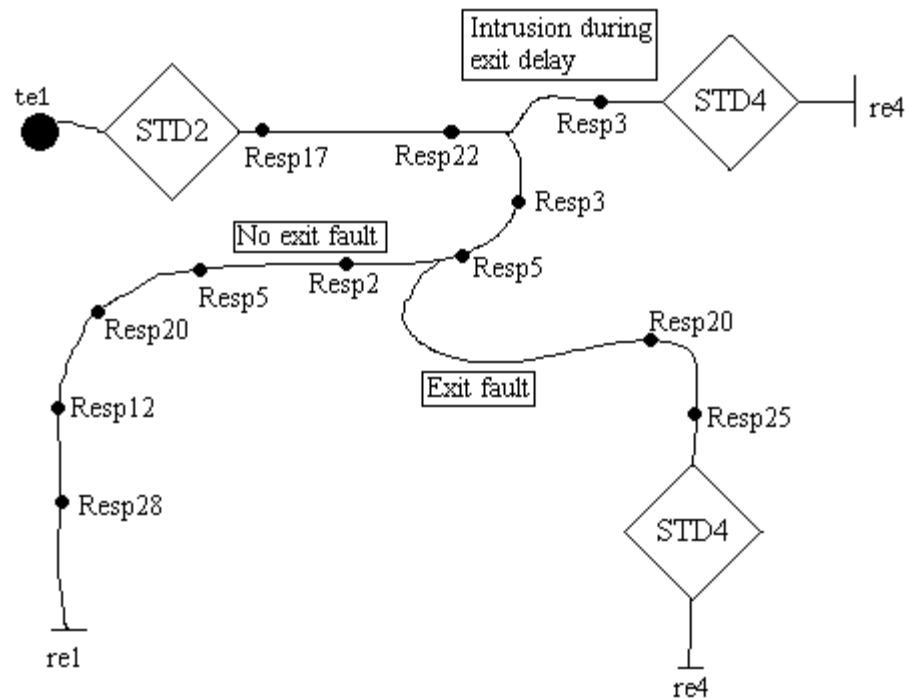 Intrusion during
exit delay
te1
STD2
STD4
re4
Resp3
Resp17
Resp22
Resp3
No exit fault
Resp5
Resp2
Resp5
Resp20
Resp20
Exit fault
Resp12
Resp25
Resp28
STD4
re1
re4